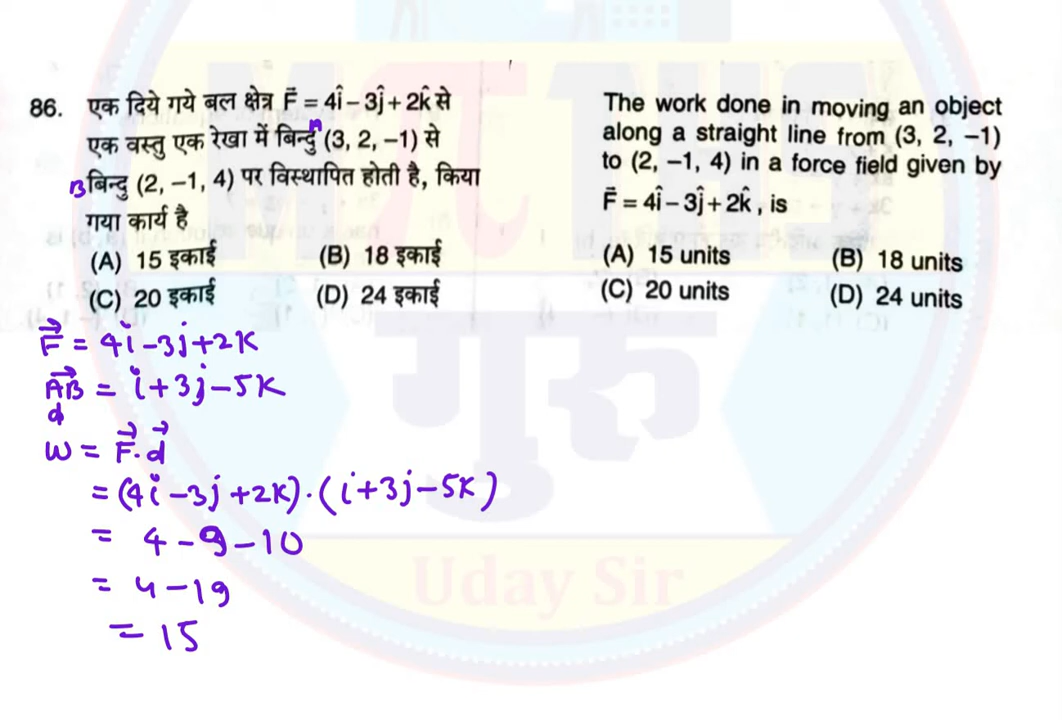 86. एक दिये गये बल क्षेत्र F⃗ = 4î – 3ĵ + 2k̂ से
एक वस्तु एक रेखा में बिन्दु A (3, 2, –1) से
B बिन्दु (2, –1, 4) पर विस्थापित होती है, किया
गया कार्य है
(A) 15 इकाई (B) 18 इकाई
(C) 20 इकाई (D) 24 इकाई
The work done in moving an object
along a straight line from (3, 2, –1)
to (2, –1, 4) in a force field given by
F⃗ = 4î – 3ĵ + 2k̂ , is
(A) 15 units (B) 18 units
(C) 20 units (D) 24 units
F⃗ = 4i – 3j + 2k
AB⃗ = i + 3j – 5k
d
W = F⃗ . d⃗
= (4i – 3j + 2k) . (i + 3j – 5k)
= 4 – 9 – 10
= 4 – 19
= 15
गुरु
Uday Sir